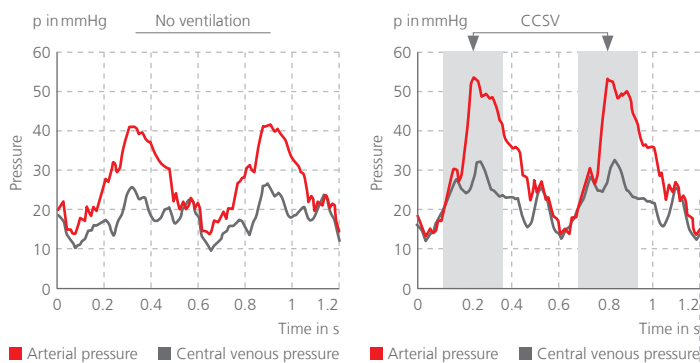 p in mmHg No ventilation
60
50
40
30
20
10
0
Pressure
0 0.2 0.4 0.6 0.8 1 1.2
Time in s
Arterial pressure Central venous pressure
p in mmHg CCSV
60
50
40
30
20
10
0
Pressure
0 0.2 0.4 0.6 0.8 1 1.2
Time in s
Arterial pressure Central venous pressure